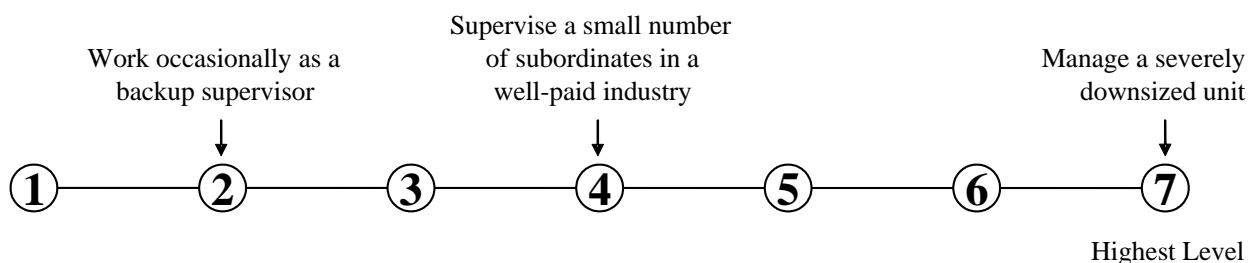 Work occasionally as a
backup supervisor
Supervise a small number
of subordinates in a
well-paid industry
Manage a severely
downsized unit
1 2 3 4 5 6 7
Highest Level